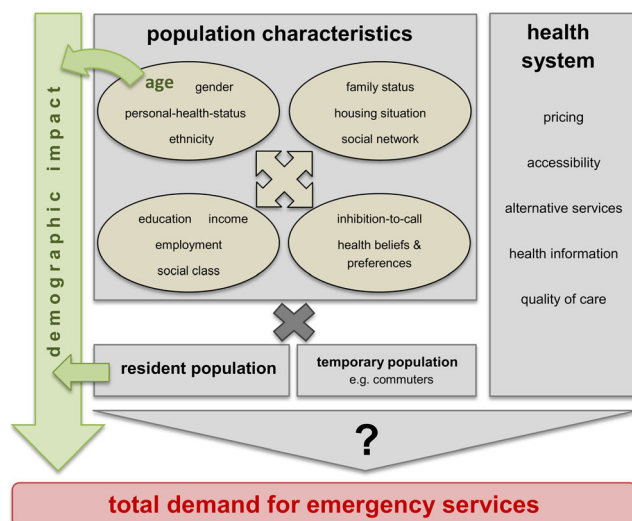 population characteristics
health
system
age gender
personal-health-status
ethnicity
family status
housing situation
social network
education income
employment
social class
inhibition-to-call
health beliefs &
preferences
pricing
accessibility
alternative services
health information
quality of care
demographic impact
resident population
temporary population
e.g. commuters
?
total demand for emergency services